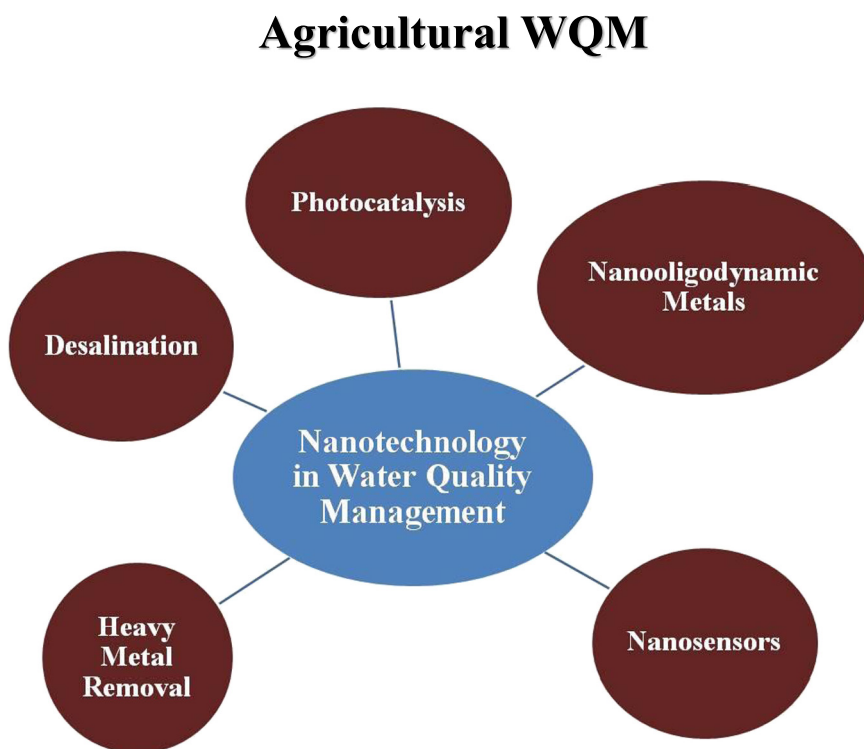 Agricultural WQM
Photocatalysis
Nanooligodynamic
Metals
Desalination
Nanotechnology
in Water Quality
Management
Heavy
Metal
Removal
Nanosensors